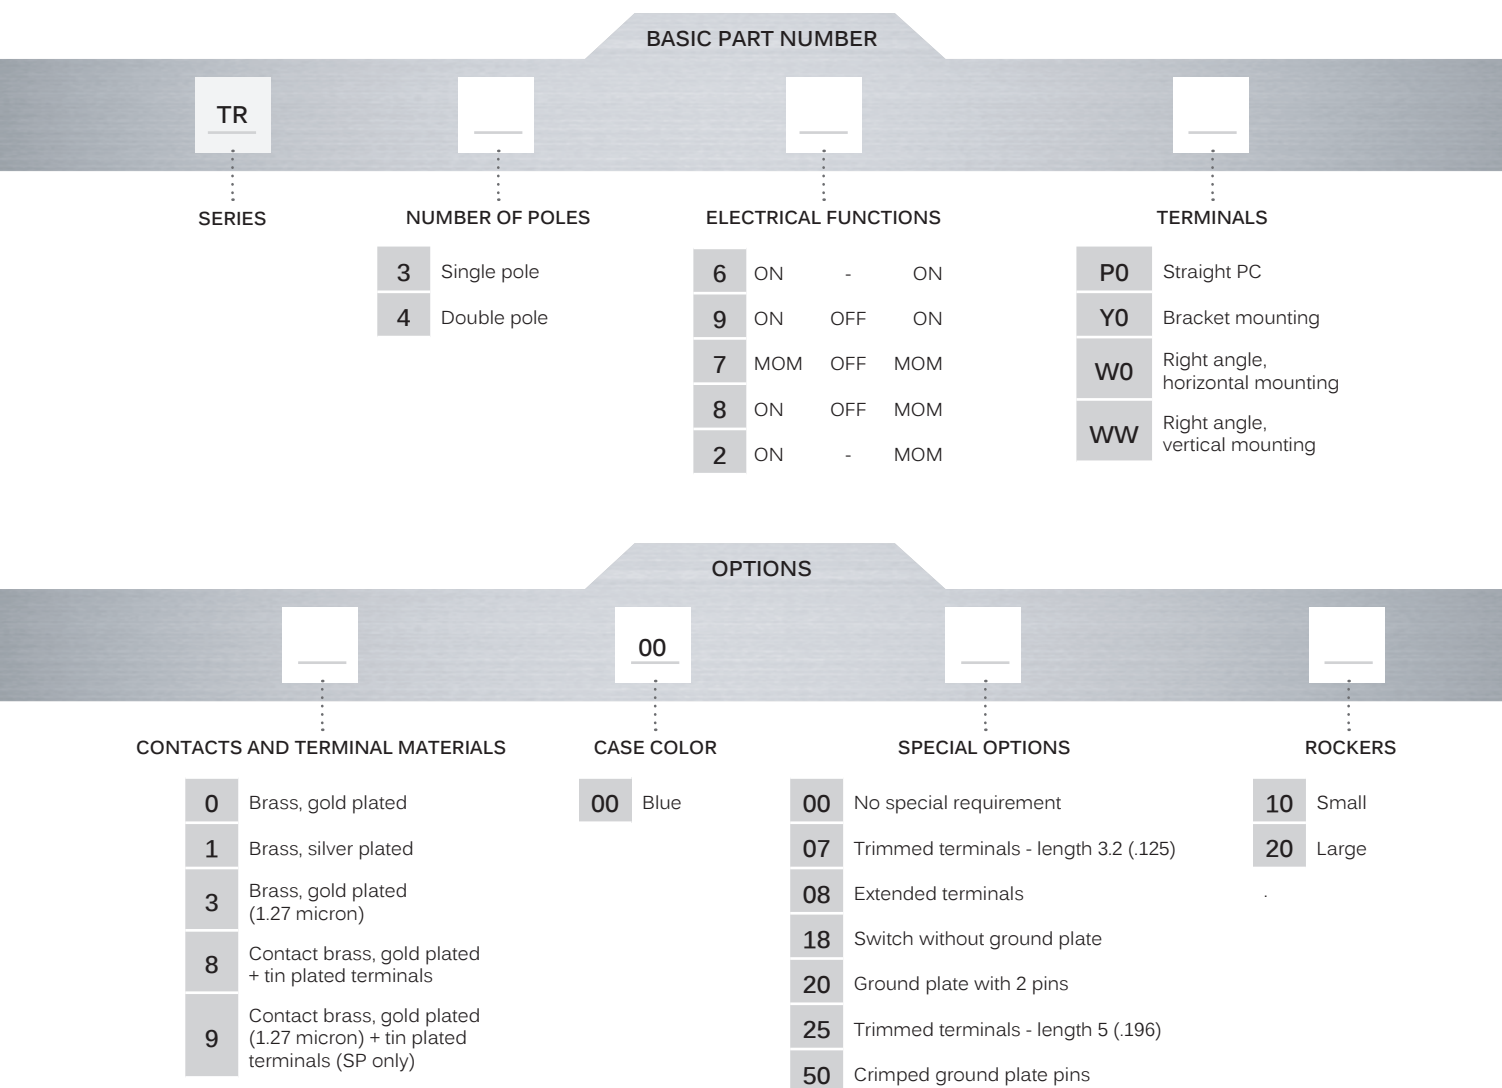 BASIC PART NUMBER
TR
SERIES
NUMBER OF POLES
3 Single pole
4 Double pole
ELECTRICAL FUNCTIONS
6 ON - ON
9 ON OFF ON
7 MOM OFF MOM
8 ON OFF MOM
2 ON - MOM
TERMINALS
P0 Straight PC
Y0 Bracket mounting
W0 Right angle,
horizontal mounting
WW Right angle,
vertical mounting
OPTIONS
00
CONTACTS AND TERMINAL MATERIALS
0 Brass, gold plated
1 Brass, silver plated
3 Brass, gold plated
(1.27 micron)
8 Contact brass, gold plated
+ tin plated terminals
9 Contact brass, gold plated
(1.27 micron) + tin plated
terminals (SP only)
CASE COLOR
00 Blue
SPECIAL OPTIONS
00 No special requirement
07 Trimmed terminals - length 3.2 (.125)
08 Extended terminals
18 Switch without ground plate
20 Ground plate with 2 pins
25 Trimmed terminals - length 5 (.196)
50 Crimped ground plate pins
ROCKERS
10 Small
20 Large
.